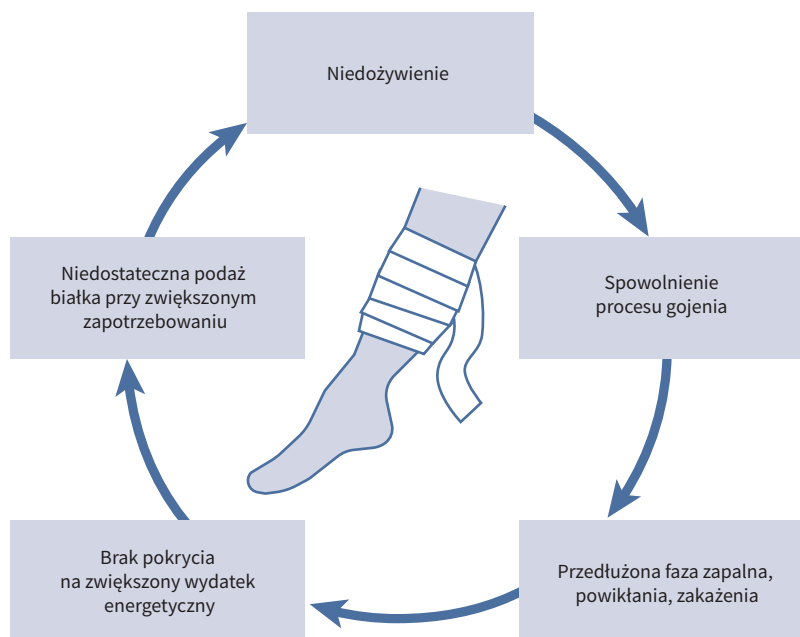 Niedożywienie
Spowolnienie
procesu gojenia
Przedłużona faza zapalna,
powikłania, zakażenia
Brak pokrycia
na zwiększony wydatek
energetyczny
Niedostateczna podaż
białka przy zwiększonym
zapotrzebowaniu